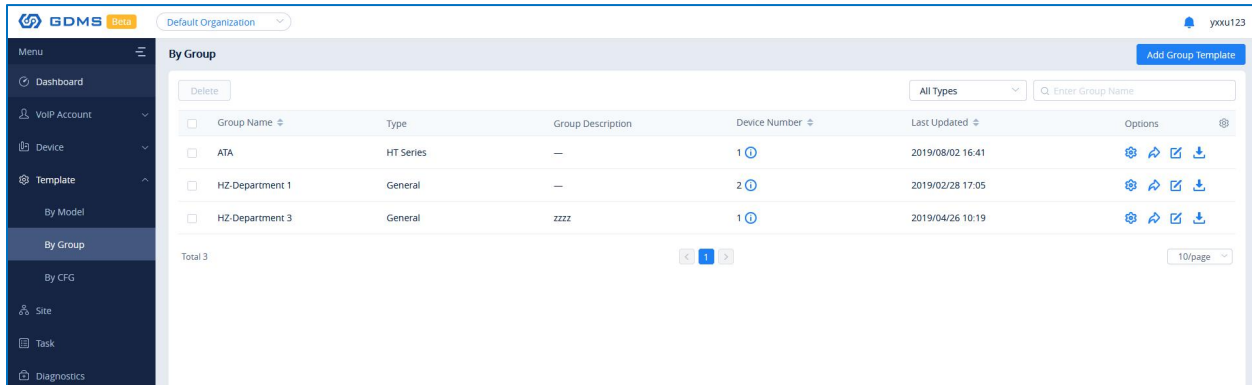 GDMS Beta Default Organization yxxu123
Menu By Group Add Group Template
Dashboard Delete All Types Enter Group Name
VoIP Account Group Name Type Group Description Device Number Last Updated Options
Device ATA HT Series — 1 2019/08/02 16:41
Template HZ-Department 1 General — 2 2019/02/28 17:05
By Model HZ-Department 3 General zzzz 1 2019/04/26 10:19
By Group Total 3 1 10/page
By CFG
Site
Task
Diagnostics